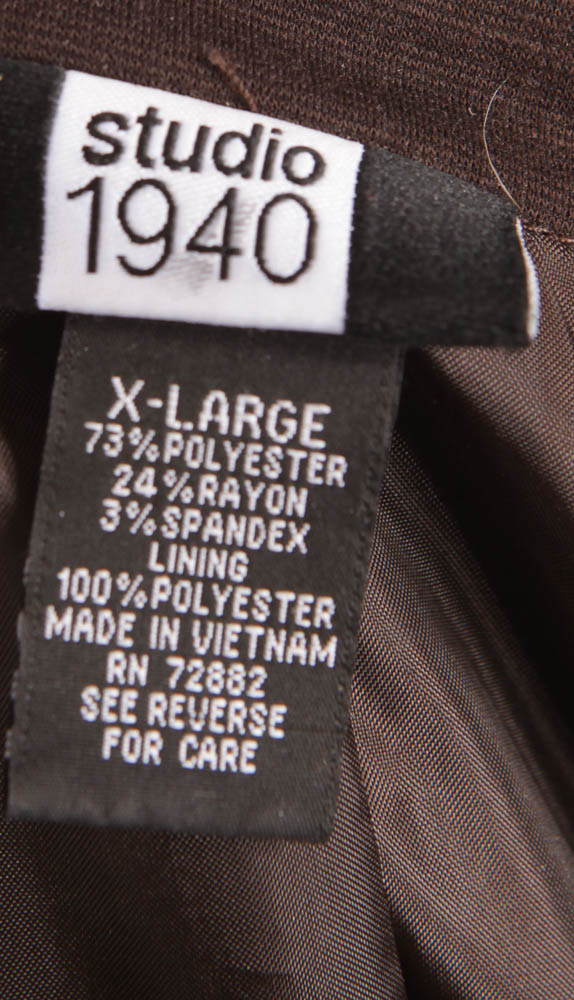 studio
1940
X-LARGE
73%POLYESTER
24%RAYON
3%SPANDEX
LINING
100%POLYESTER
MADE IN VIETNAM
RN 72882
SEE REVERSE
FOR CARE